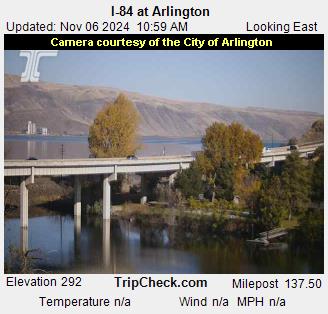 I-84 at Arlington
Updated: Nov 06 2024 10:59 AM Looking East
Camera courtesy of the City of Arlington
Elevation 292 TripCheck.com Milepost 137.50
Temperature n/a Wind n/a MPH n/a